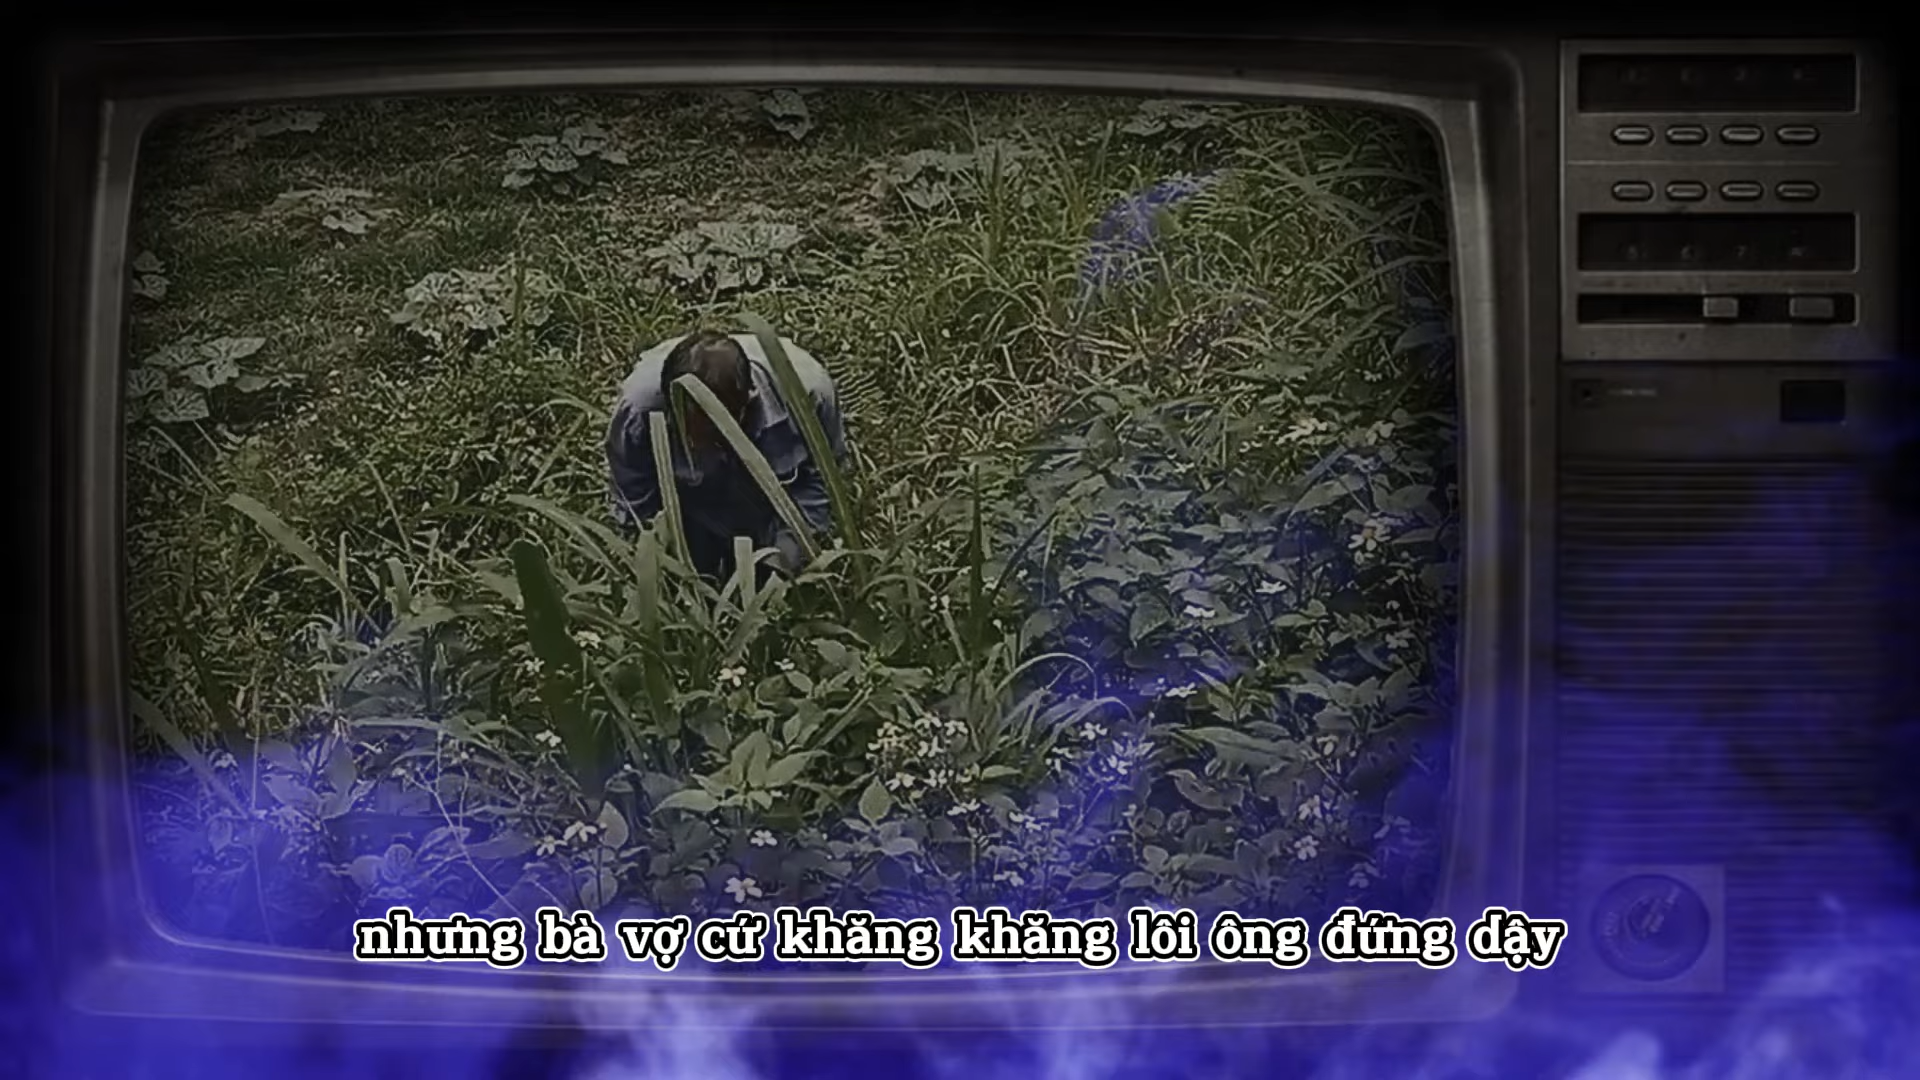 nhưng bà vợ cứ khăng khăng lôi ông đứng dậy